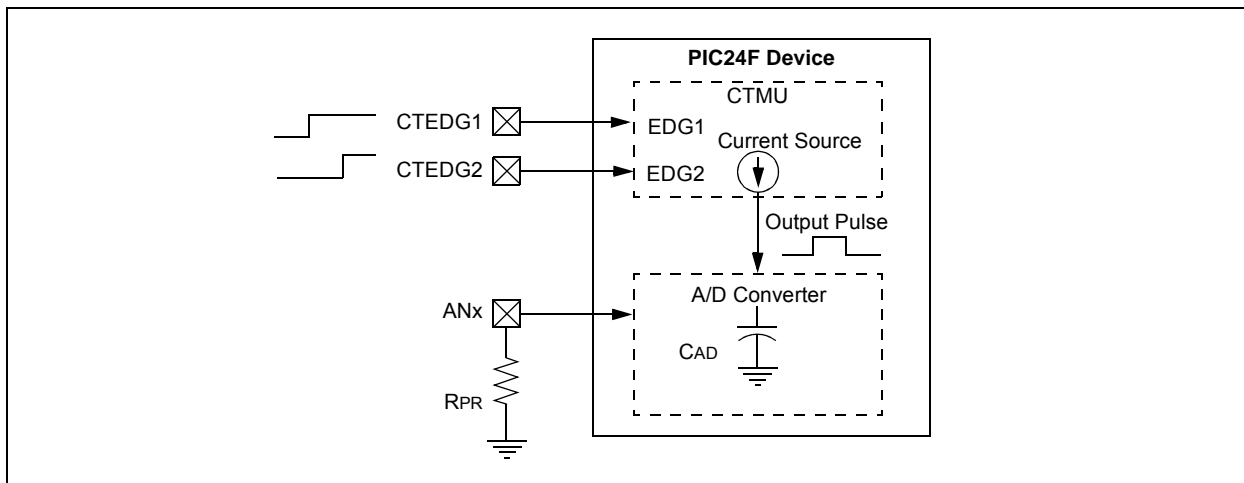 PIC24F Device
CTMU
CTEDG1
EDG1
Current Source
CTEDG2
EDG2
Output Pulse
A/D Converter
ANx
CAD
RPR